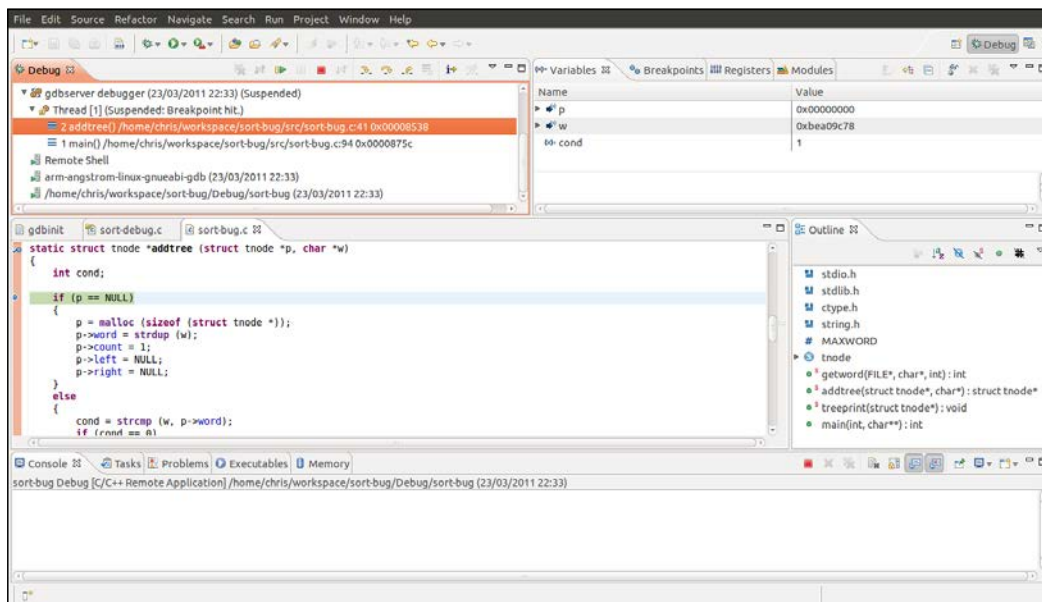 File Edit Source Refactor Navigate Search Run Project Window Help
Debug
Debug
gdbserver debugger (23/03/2011 22:33) (Suspended)
Thread [1] (Suspended: Breakpoint hit.)
2 addtree() /home/chris/workspace/sort-bug/src/sort-bug.c:41 0x00008538
1 main() /home/chris/workspace/sort-bug/src/sort-bug.c:94 0x0000875c
Remote Shell
arm-angstrom-linux-gnueabi-gdb (23/03/2011 22:33)
/home/chris/workspace/sort-bug/Debug/sort-bug (23/03/2011 22:33)
Variables Breakpoints Registers Modules
Name Value
p 0x00000000
w 0xbea09c78
cond 1
gdbinit sort-debug.c sort-bug.c
static struct tnode *addtree (struct tnode *p, char *w)
{
int cond;
if (p == NULL)
{
p = malloc (sizeof (struct tnode *));
p->word = strdup (w);
p->count = 1;
p->left = NULL;
p->right = NULL;
}
else
{
cond = strcmp (w, p->word);
if (cond == 0)
Outline
stdio.h
stdlib.h
ctype.h
string.h
# MAXWORD
tnode
getword(FILE*, char*, int) : int
addtree(struct tnode*, char*) : struct tnode*
treeprint(struct tnode*) : void
main(int, char**) : int
Console Tasks Problems Executables Memory
sort-bug Debug [C/C++ Remote Application] /home/chris/workspace/sort-bug/Debug/sort-bug (23/03/2011 22:33)